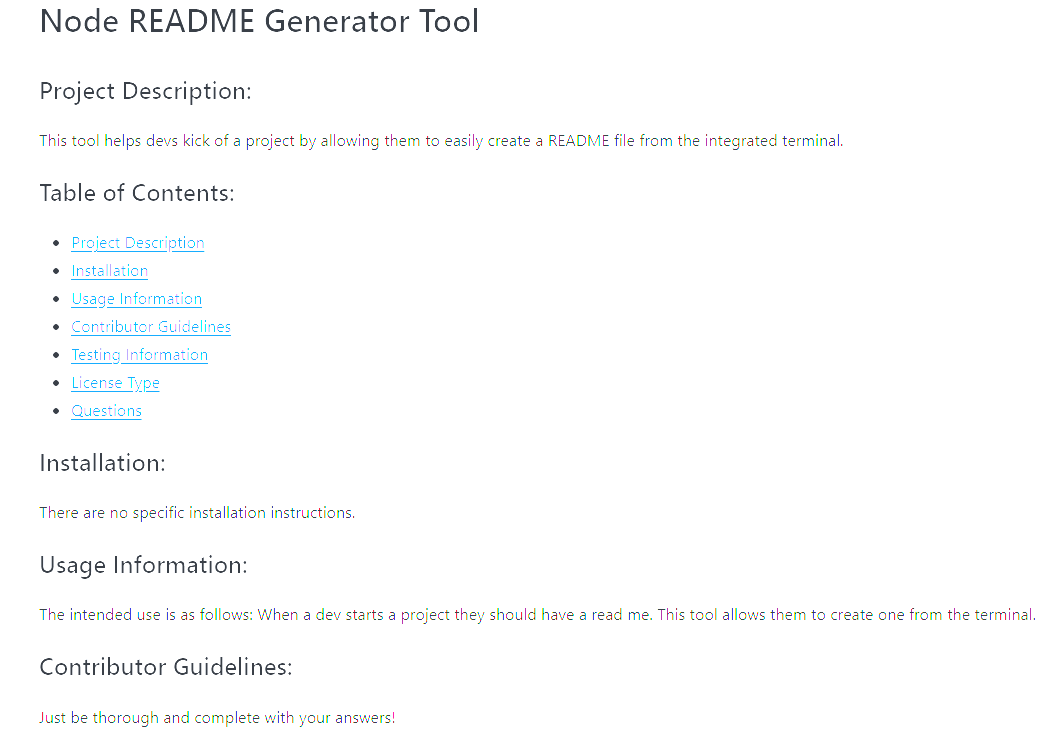 Node README Generator Tool
Project Description:
This tool helps devs kick of a project by allowing them to easily create a README file from the integrated terminal.
Table of Contents:
Project Description
Installation
Usage Information
Contributor Guidelines
Testing Information
License Type
Questions
Installation:
There are no specific installation instructions.
Usage Information:
The intended use is as follows: When a dev starts a project they should have a read me. This tool allows them to create one from the terminal.
Contributor Guidelines:
Just be thorough and complete with your answers!